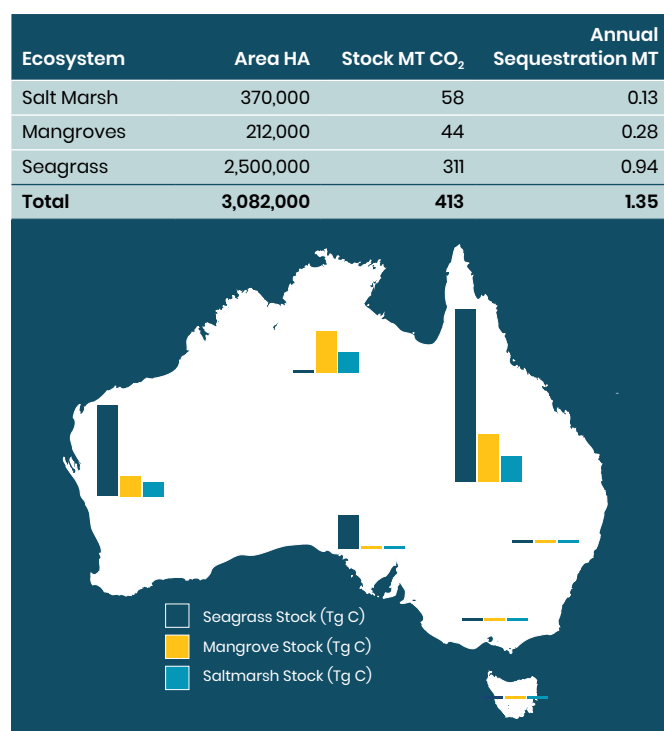 Ecosystem Area HA Stock MT CO₂ Annual Sequestration MT
Salt Marsh 370,000 58 0.13
Mangroves 212,000 44 0.28
Seagrass 2,500,000 311 0.94
Total 3,082,000 413 1.35
Seagrass Stock (Tg C)
Mangrove Stock (Tg C)
Saltmarsh Stock (Tg C)